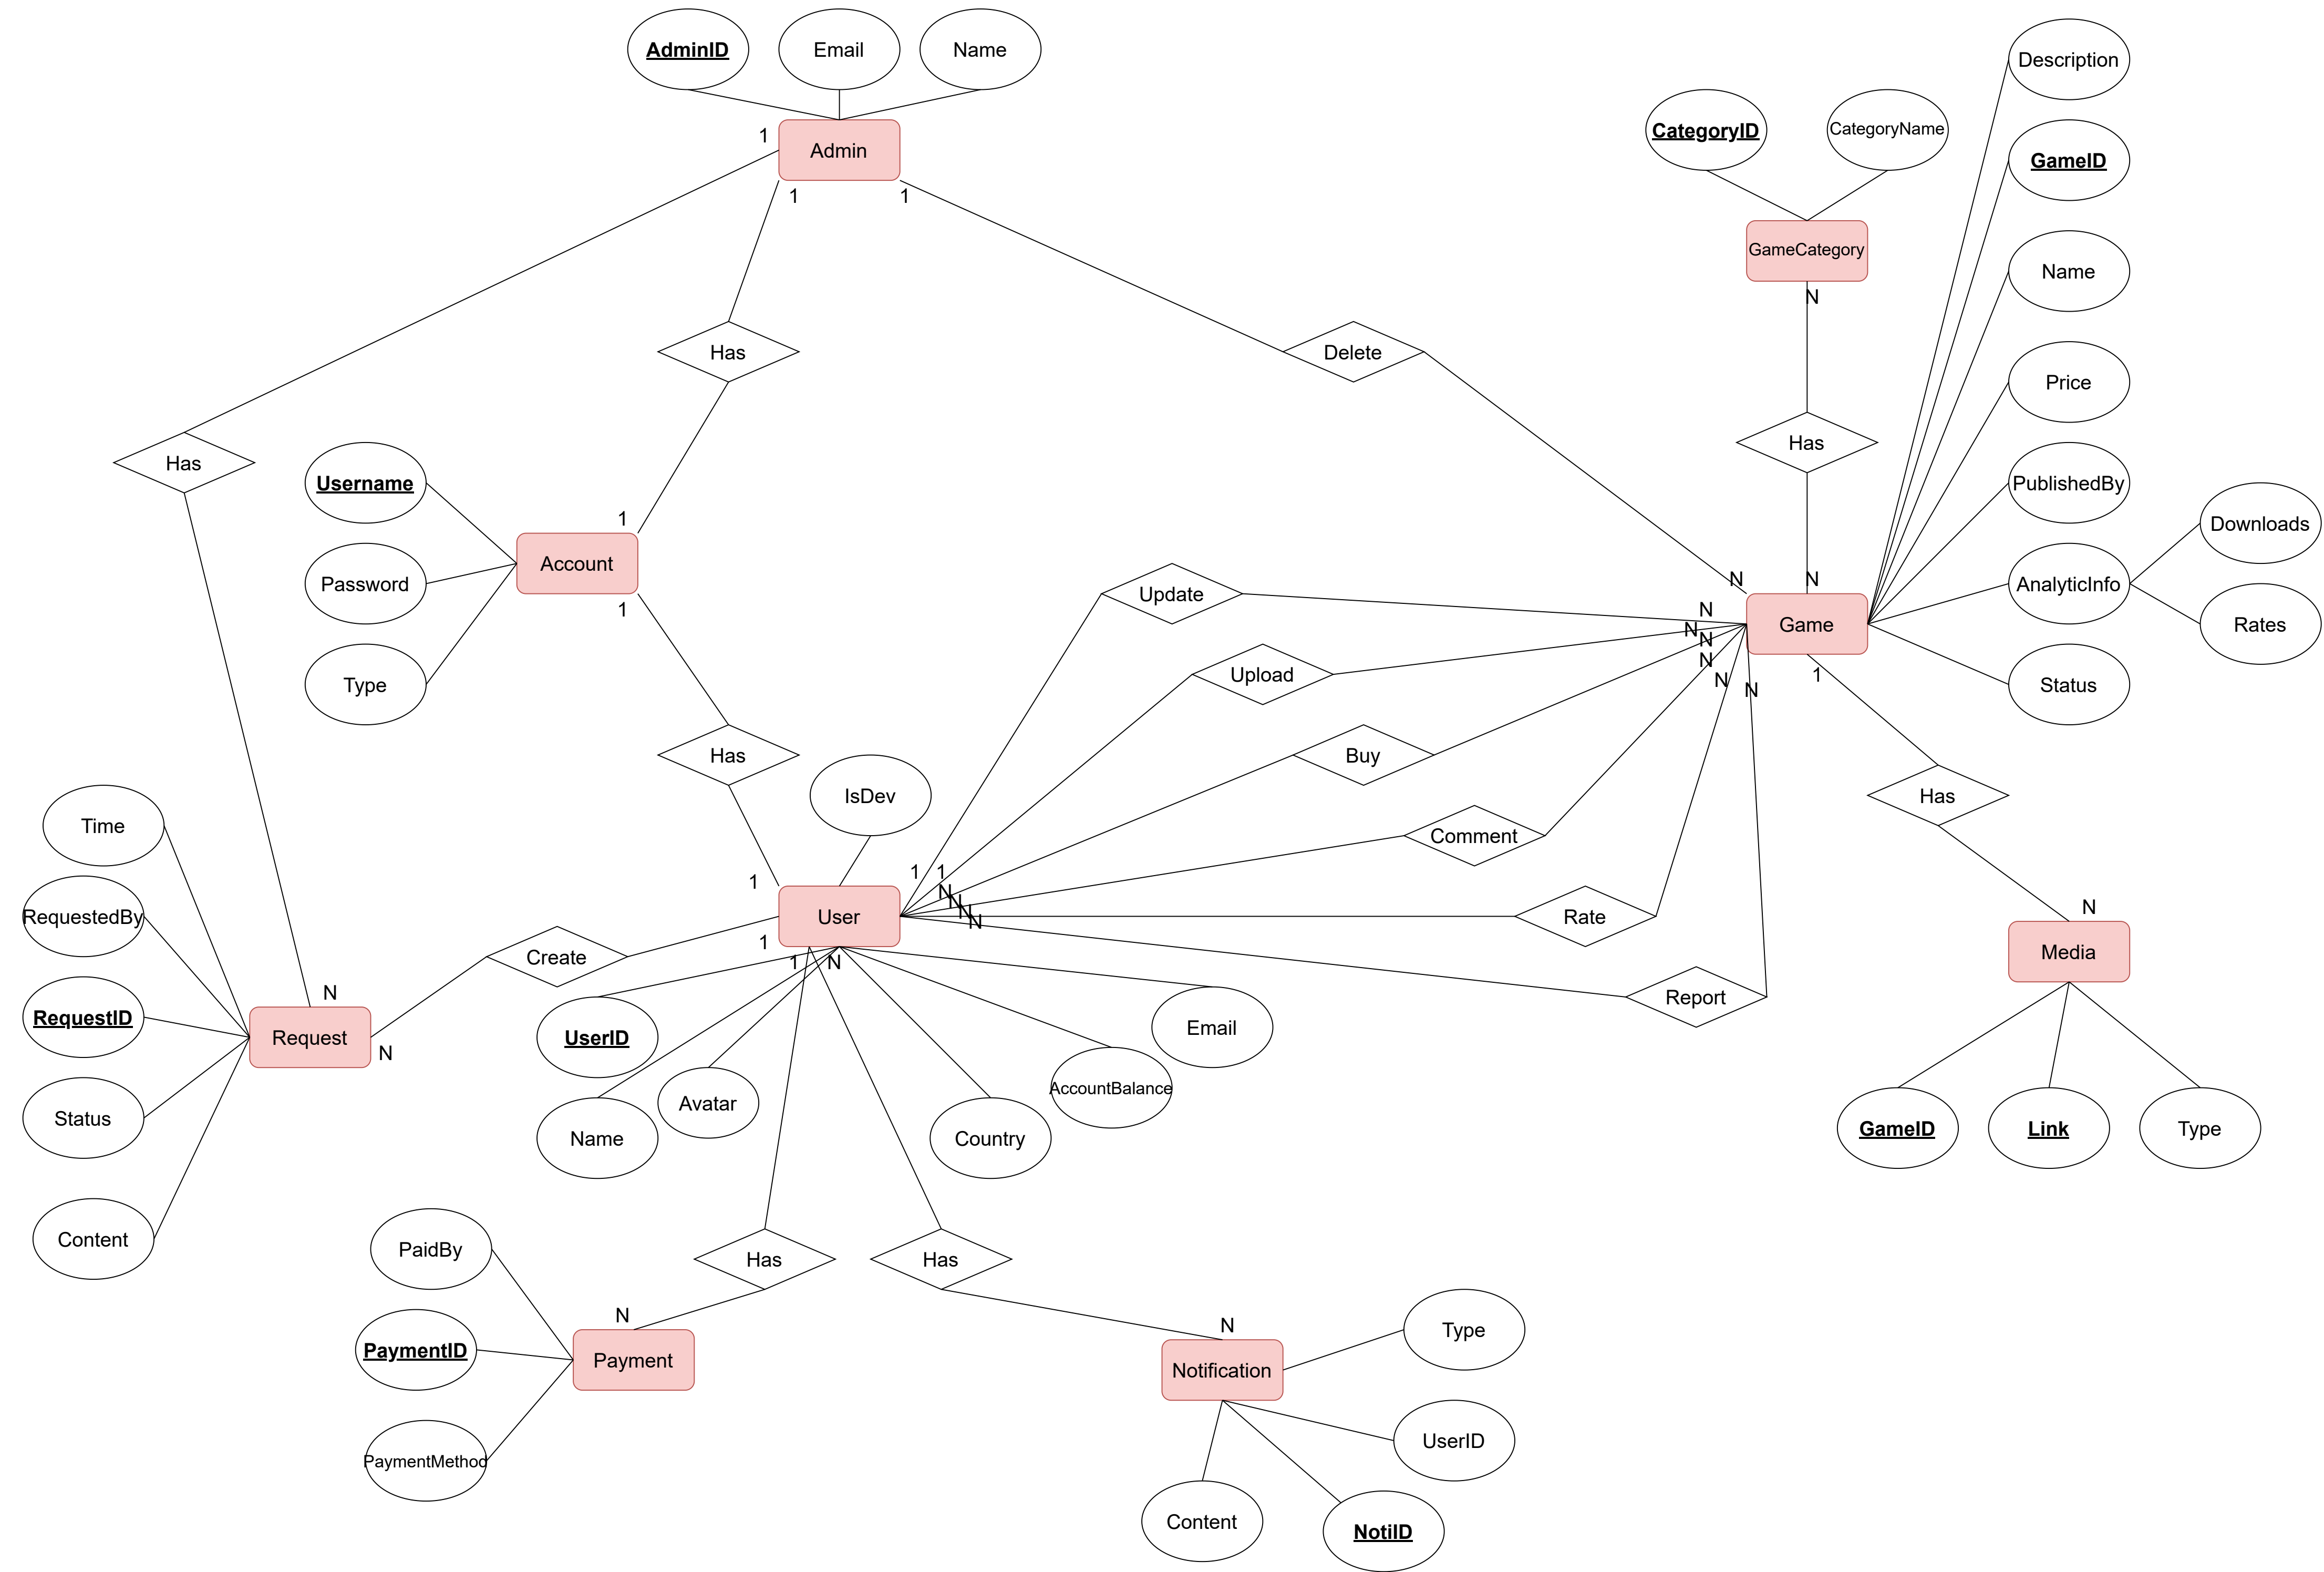 AdminID
Email
Name
Description
CategoryID
CategoryName
1
Admin
GameID
1
1
GameCategory
Name
N
Has
Delete
Price
Has
Has
Username
PublishedBy
1
Downloads
Account
Password
N
N
AnalyticInfo
Update
1
N
Game
Rates
N
N
Upload
N
1
Type
N
N
Status
Has
Buy
IsDev
Has
Time
Comment
1
1
1
N
N
N
N
RequestedBy
User
Rate
N
1
Create
1
N
Media
N
Report
RequestID
Request
UserID
Email
N
AccountBalance
Avatar
Status
Name
Country
GameID
Link
Type
Content
PaidBy
Has
Has
N
N
Type
PaymentID
Payment
Notification
PaymentMethod
UserID
Content
NotiID